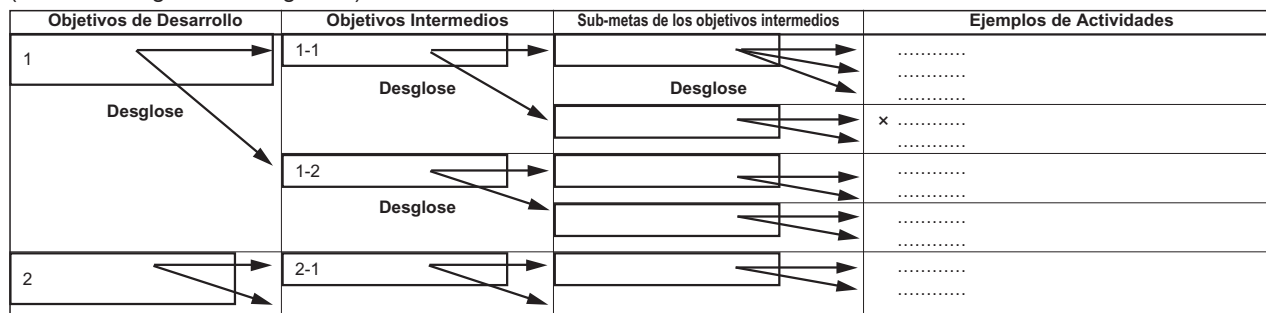 Objetivos de Desarrollo Objetivos Intermedios Sub-metas de los objetivos intermedios Ejemplos de Actividades
1 1-1 …………
…………
Desglose Desglose …………
Desglose × …………
…………
1-2 …………
…………
Desglose …………
…………
2 2-1 …………
…………